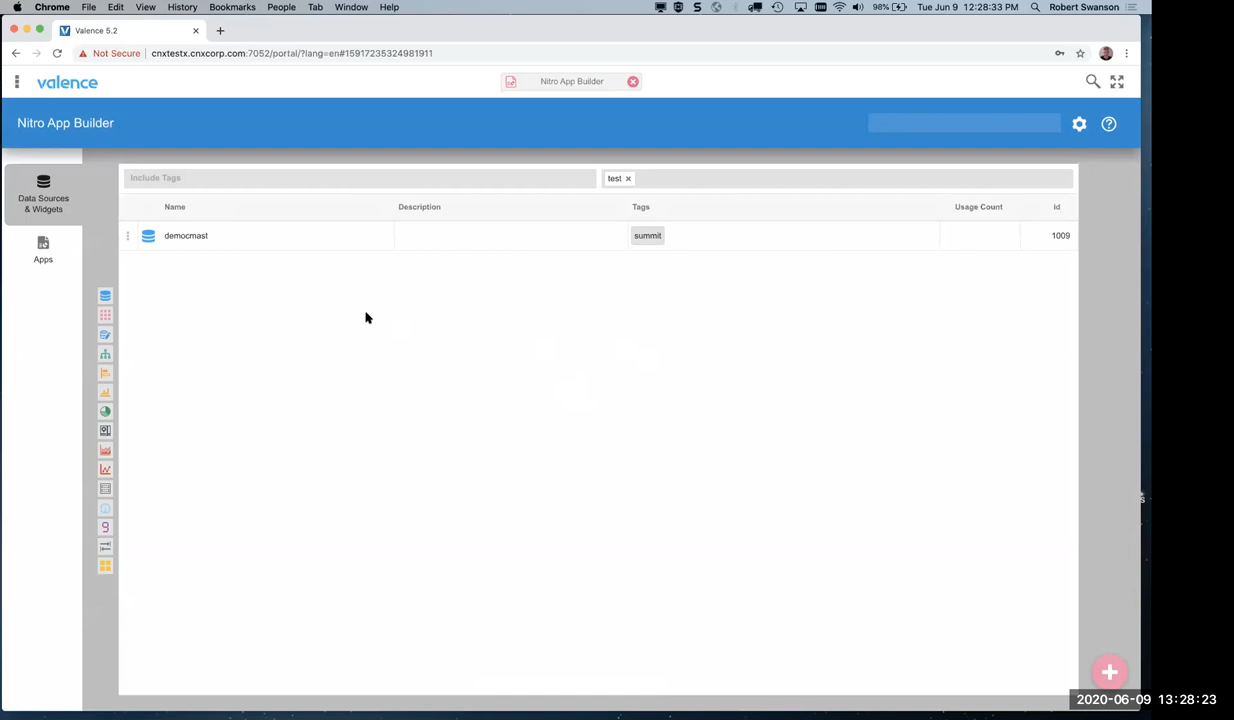 Chrome File Edit View History Bookmarks People Tab Window Help 98% Tue Jun 9 12:28:33 PM Robert Swanson
Valence 5.2
Not Secure cnxtestx.cnxcorp.com:7052/portal/?lang=en#15917235324981911
valence Nitro App Builder
Nitro App Builder
Include Tags test
Data Sources
& Widgets
Name Description Tags Usage Count id
democmast summit 1009
Apps
2020-06-09 13:28:23